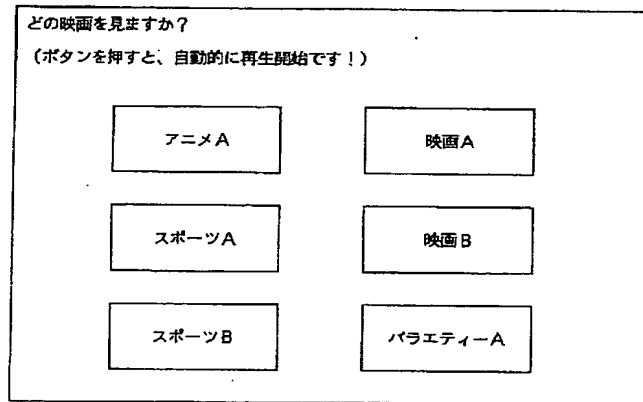 どの映画を見ますか?
(ボタンを押すと、自動的に再生開始です!)
アニメA
映画A
スポーツA
映画B
スポーツB
バラエティーA